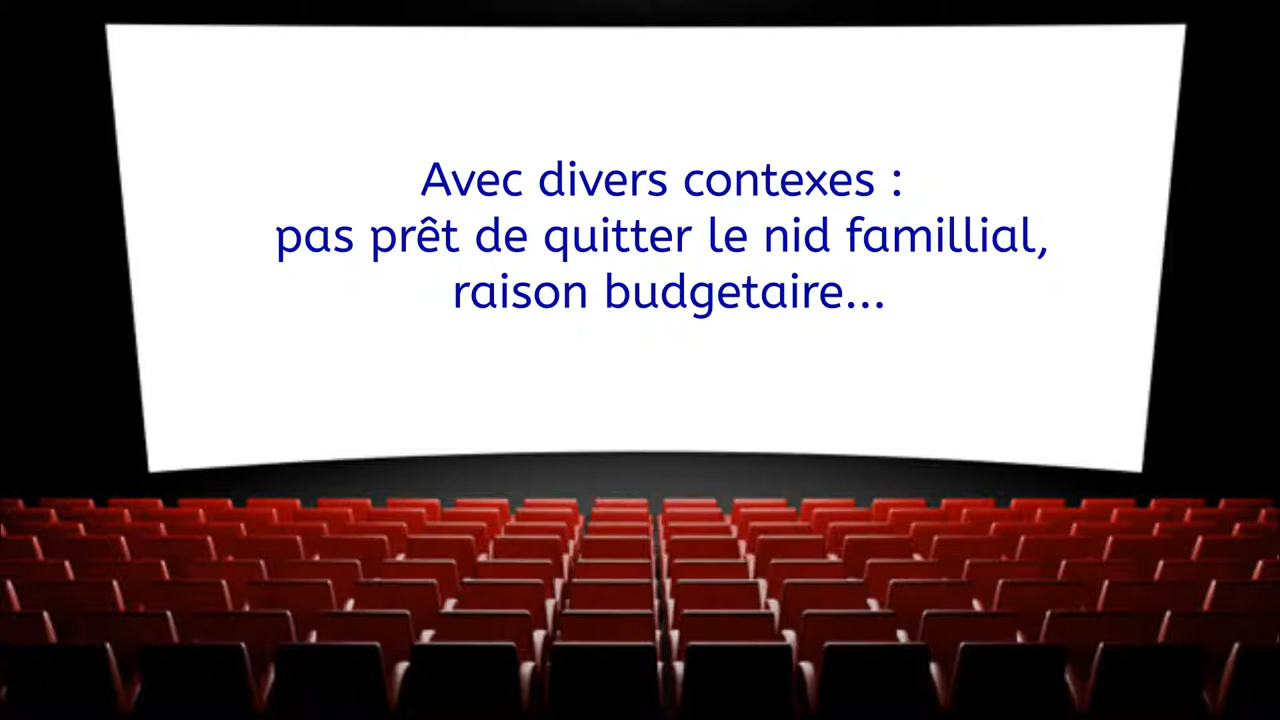 Avec divers contexes :
pas prêt de quitter le nid famillial,
raison budgetaire...